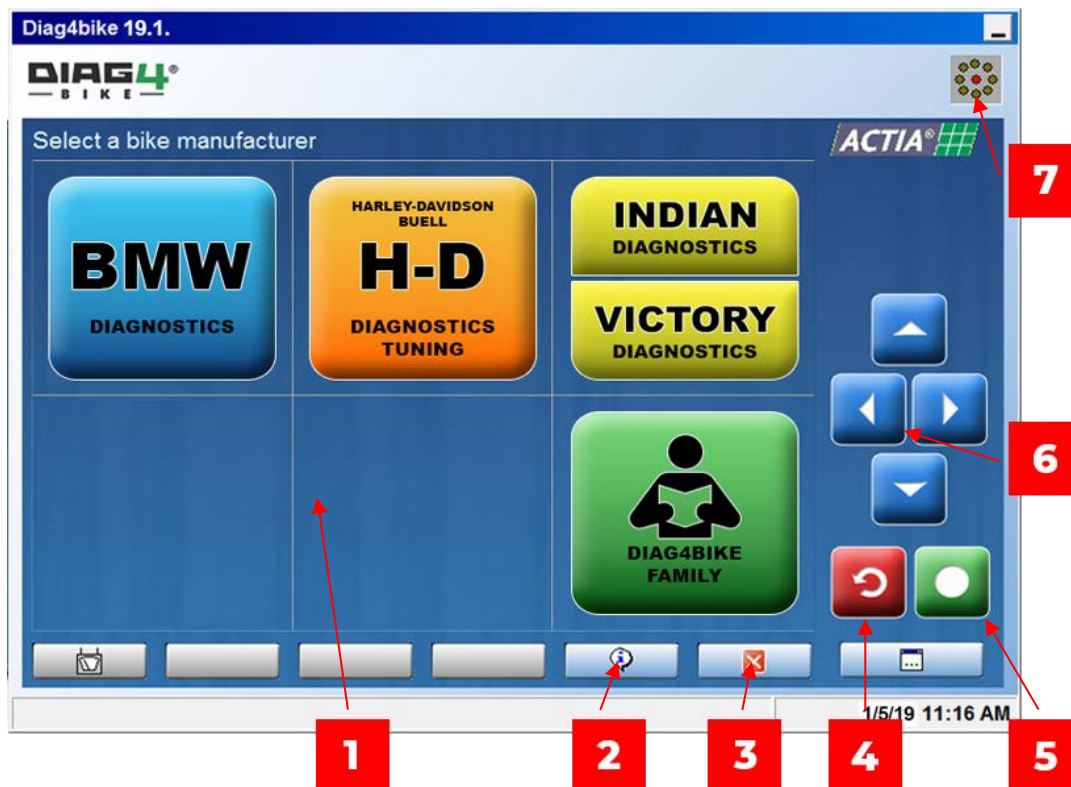 Diag4bike 19.1.
DIAG4®
BIKE
Select a bike manufacturer
ACTIA®
7
BMW
DIAGNOSTICS
HARLEY-DAVIDSON
BUELL
H-D
DIAGNOSTICS
TUNING
INDIAN
DIAGNOSTICS
VICTORY
DIAGNOSTICS
6
DIAG4BIKE
FAMILY
1/5/19 11:16 AM
1
2
3
4
5